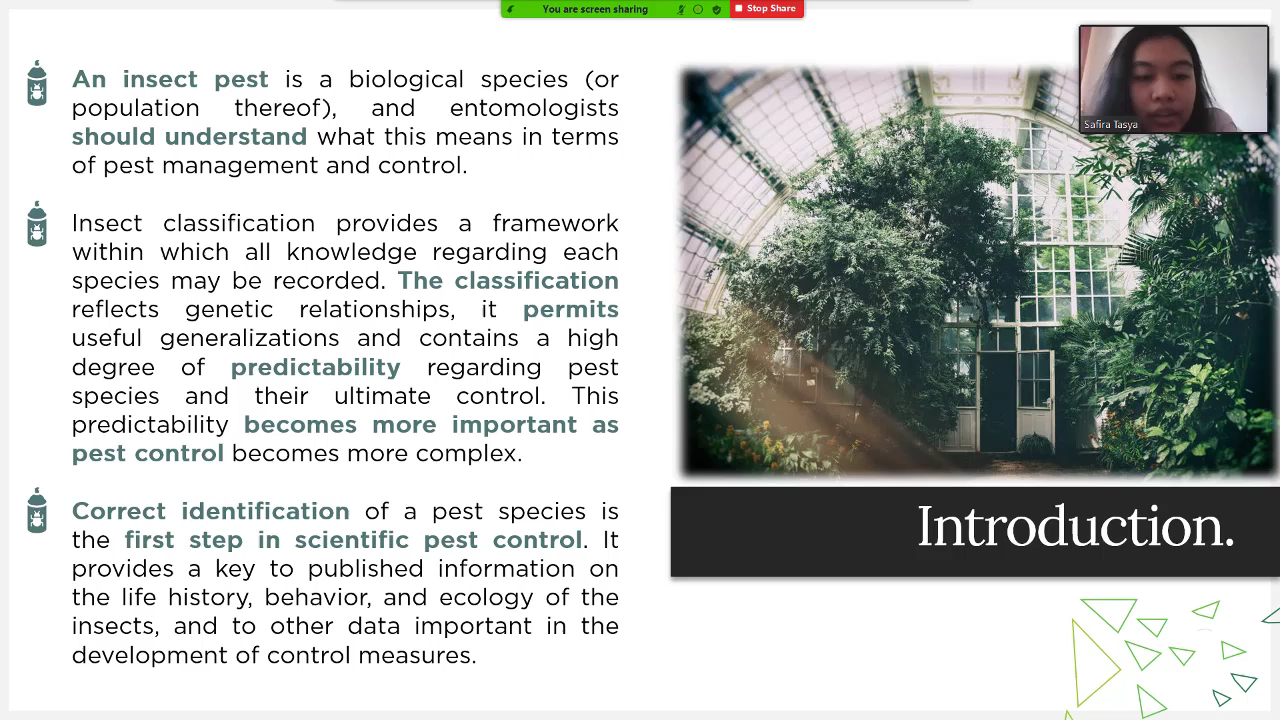 You are screen sharing
Stop Share
An insect pest is a biological species (or
population thereof), and entomologists
should understand what this means in terms
of pest management and control.
Insect classification provides a framework
within which all knowledge regarding each
species may be recorded. The classification
reflects genetic relationships, it permits
useful generalizations and contains a high
degree of predictability regarding pest
species and their ultimate control. This
predictability becomes more important as
pest control becomes more complex.
Correct identification of a pest species is
the first step in scientific pest control. It
provides a key to published information on
the life history, behavior, and ecology of the
insects, and to other data important in the
development of control measures.
Safira Tasya
Introduction.